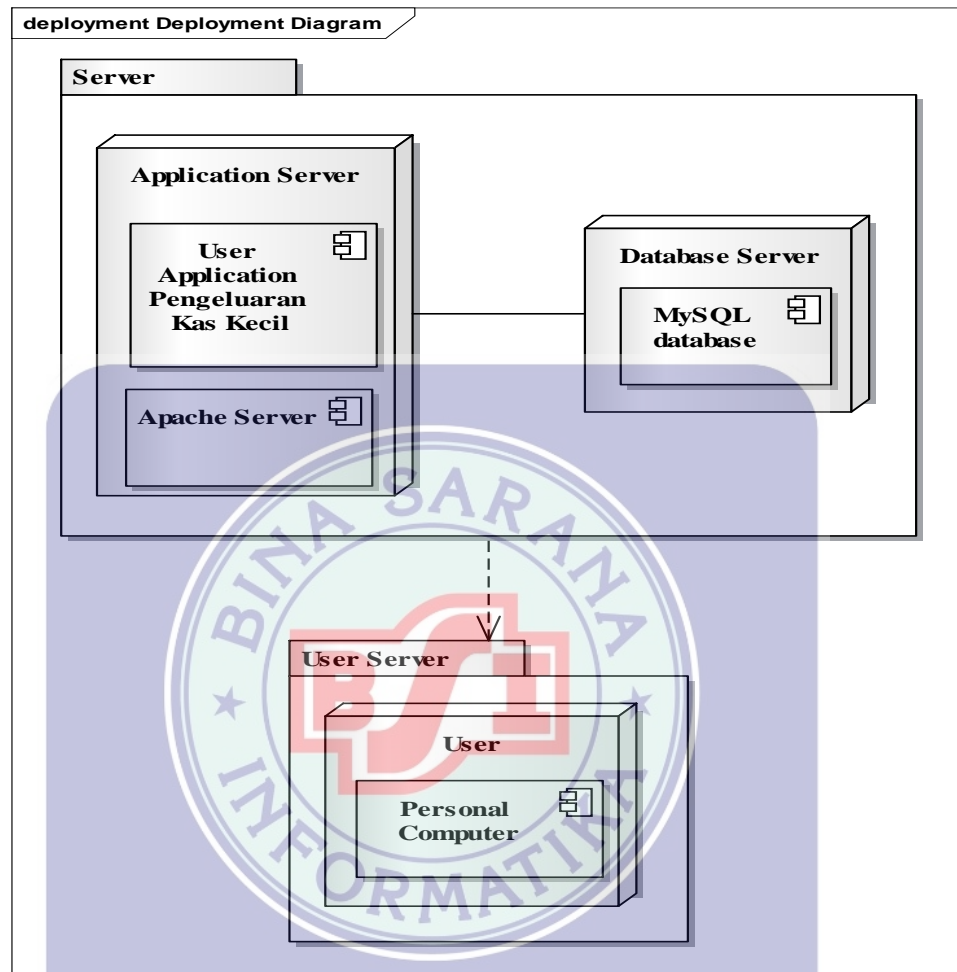 deployment Deployment Diagram
Server
Application Server
User
Application
Pengeluaran
Kas Kecil
Apache Server
Database Server
MySQL
database
BINA SARANA
INFORMATIKA
BSI
User Server
User
Personal
Computer